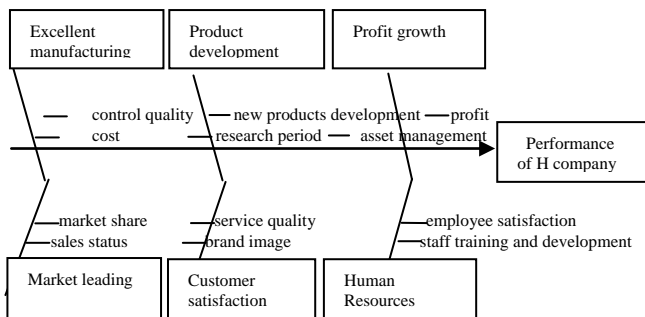 Excellent manufacturing
Product development
Profit growth
control quality
new products development
profit
cost
research period
asset management
Performance of H company
market share
service quality
employee satisfaction
sales status
brand image
staff training and development
Market leading
Customer satisfaction
Human Resources